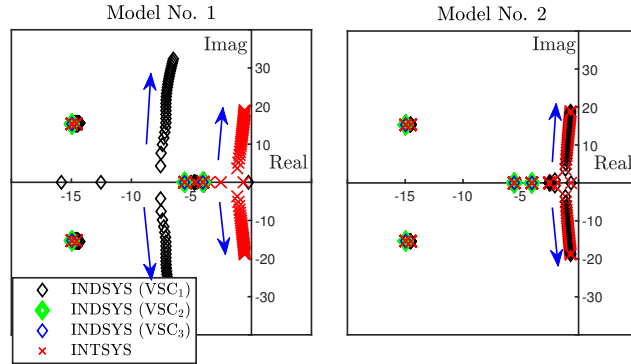 Model No. 1
Model No. 2
Imag
Imag
30
30
20
20
10
10
Real
Real
-15
-10
-5
-15
-10
-5
-10
-10
-20
-20
-30
-30
INDSYS (VSC₁)
INDSYS (VSC₂)
INDSYS (VSC₃)
INTSYS